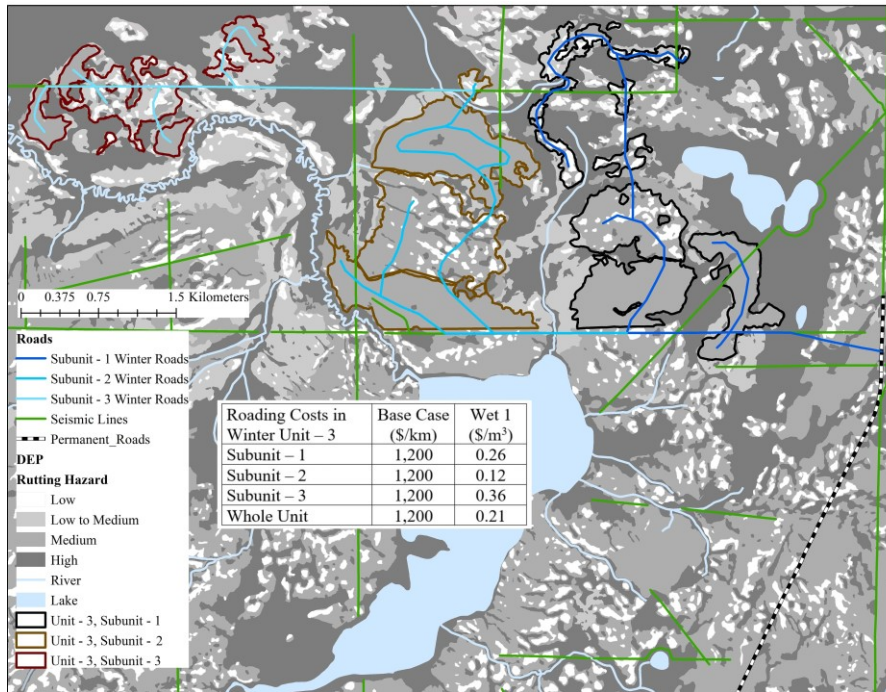 0 0.375 0.75 1.5 Kilometers
Roads
Subunit - 1 Winter Roads
Subunit - 2 Winter Roads
Subunit - 3 Winter Roads
Seismic Lines
Permanent_Roads
DEP
Rutting Hazard
Low
Low to Medium
Medium
High
River
Lake
Unit - 3, Subunit - 1
Unit - 3, Subunit - 2
Unit - 3, Subunit - 3
Roading Costs in Base Case Wet 1
Winter Unit – 3 ($/km) ($/m³)
Subunit – 1 1,200 0.26
Subunit – 2 1,200 0.12
Subunit – 3 1,200 0.36
Whole Unit 1,200 0.21